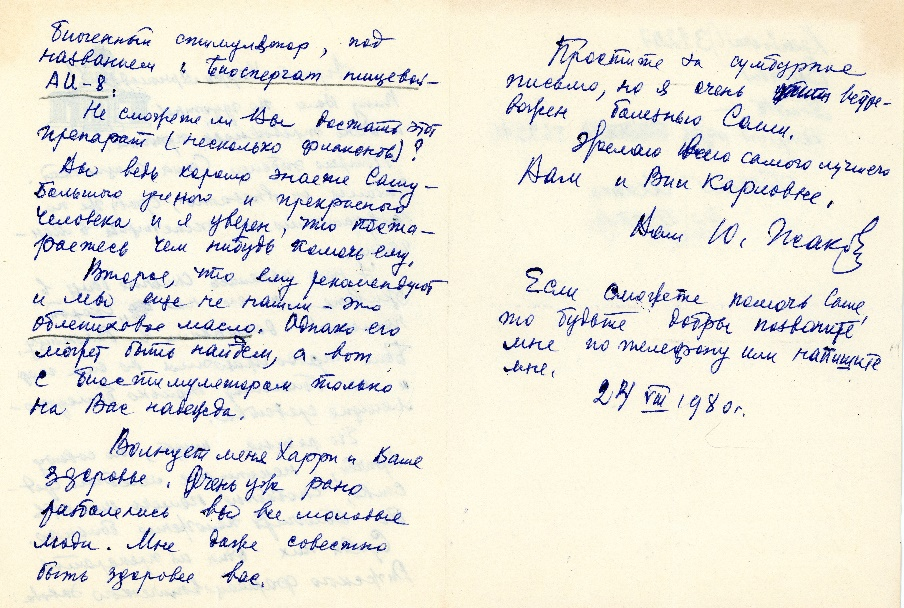 Биогенный стимулятор, под
названием "Биоспергат пищевой-
АЦ-8.
Не сможете ли Вы достать этот
препарат (несколько флаконов)?
Вы ведь хорошо знаете Сашу-
большого ученого и прекрасного
человека и я уверен, что поста-
раетесь чем нибудь помочь ему.
Второе, что ему рекомендуют
и его еще не нашли - это
облепиховое масло. Однако его
может быть найдем, а вот
с биостимулятором только
на Вас надежда.
Волнует меня Харри и Ваше
здоровье. Очень уж рано
разболелись вы все молодые
люди. Мне даже совестно
быть здоровее вас.
Простите за сумбурное
письмо, но я очень встре-
вожен болезнью Саши.
Желаю всего самого лучшего
Вам и Вии Карловне.
Ваш Ю. Исаков
Если сможете помочь Саше,
то будьте добры позвоните
мне по телефону или напишите
мне.
24 VIII 1980г.